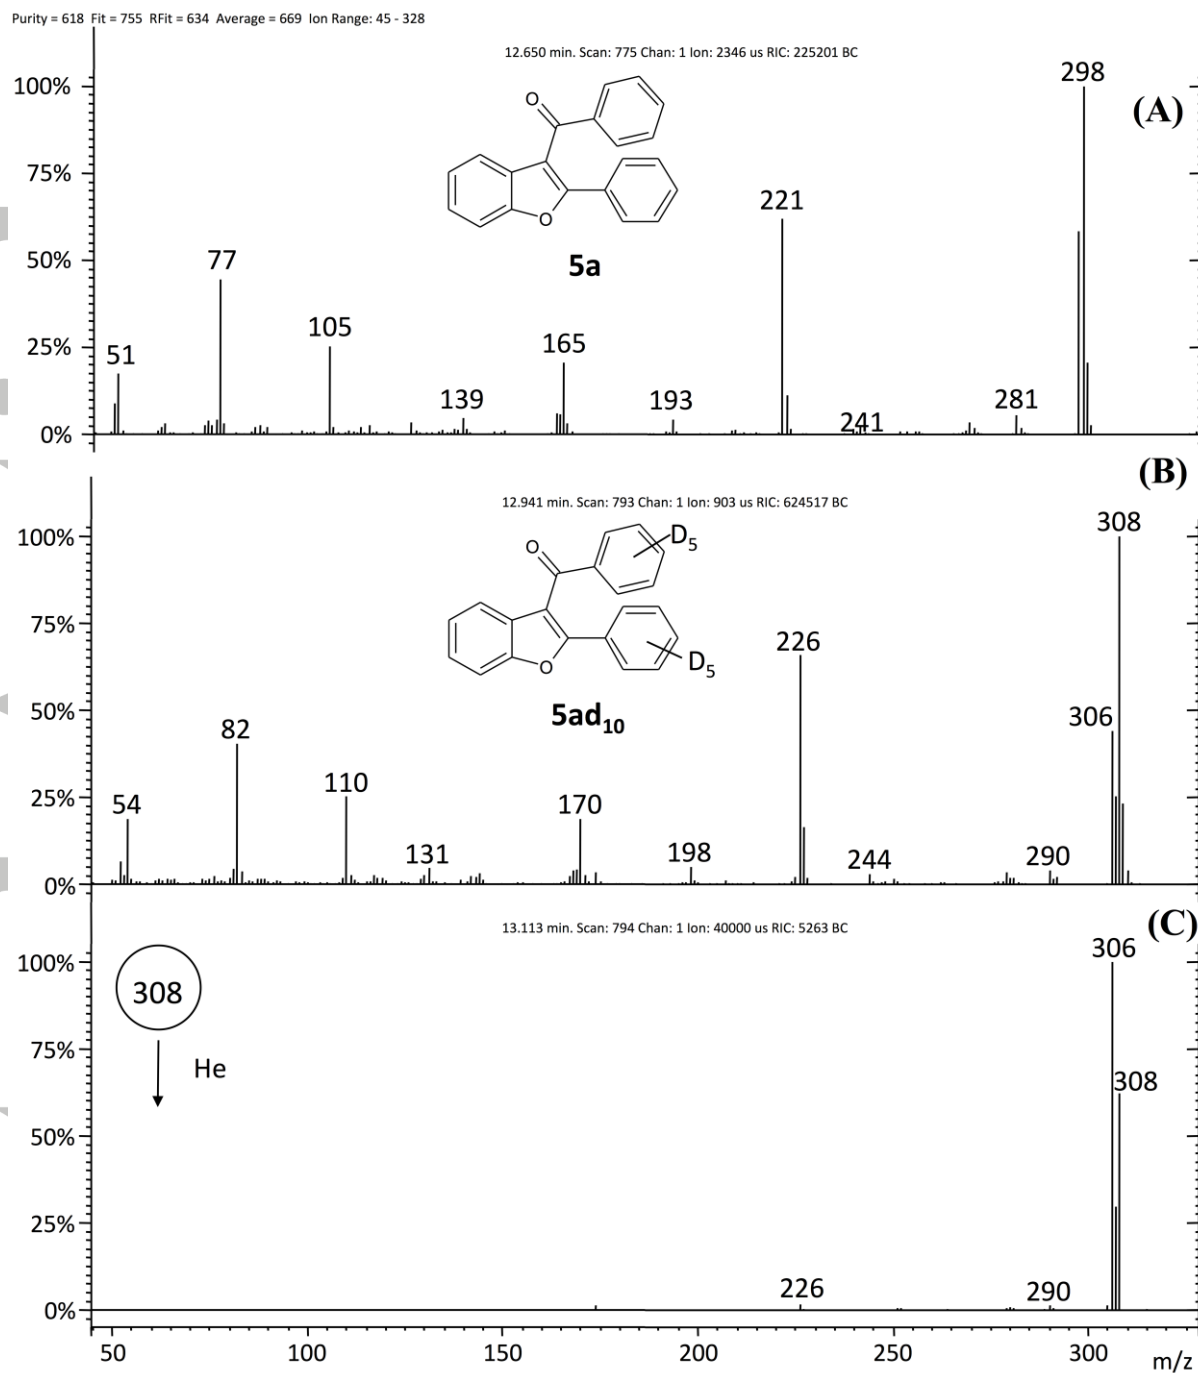 Purity = 618 Fit = 755 RFit = 634 Average = 669 Ion Range: 45 - 328
12.650 min. Scan: 775 Chan: 1 Ion: 2346 us RIC: 225201 BC
(A)
100%
75%
50%
25%
0%
298
221
77
105
51
165
139
193
241
281
O
O
5a
(B)
12.941 min. Scan: 793 Chan: 1 Ion: 903 us RIC: 624517 BC
100%
75%
50%
25%
0%
308
306
226
82
110
54
170
131
198
244
290
O
D5
O
D5
5ad10
(C)
13.113 min. Scan: 794 Chan: 1 Ion: 40000 us RIC: 5263 BC
100%
75%
50%
25%
0%
308
He
306
308
226
290
50 100 150 200 250 300 m/z